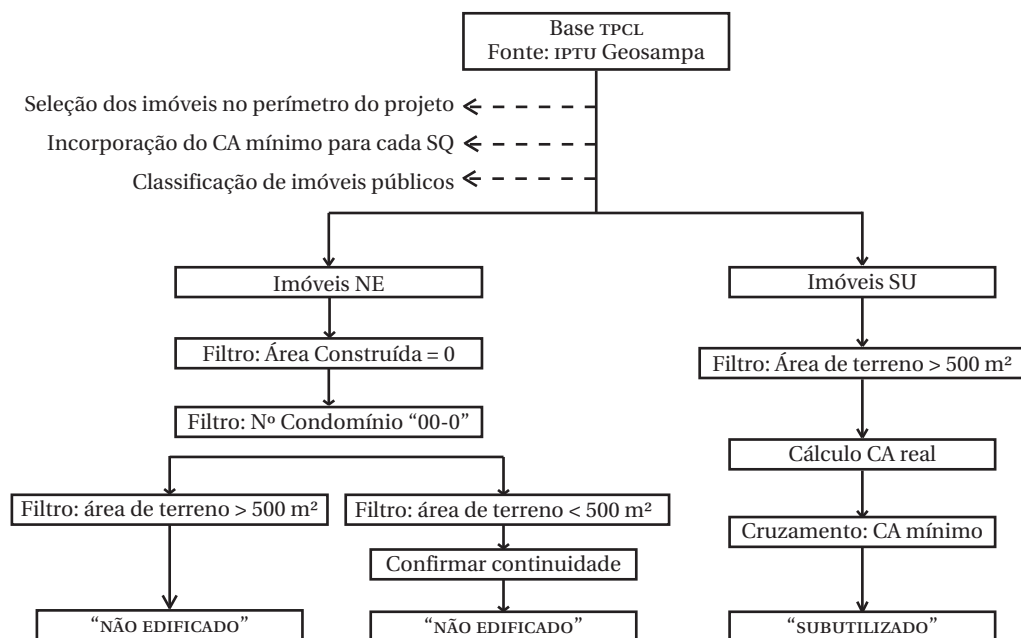 Base TPCL
Fonte: IPTU Geosampa
Seleção dos imóveis no perímetro do projeto
Incorporação do CA mínimo para cada SQ
Classificação de imóveis públicos
Imóveis NE
Imóveis SU
Filtro: Área Construída = 0
Filtro: Área de terreno > 500 m²
Filtro: Nº Condomínio “00-0”
Cálculo CA real
Filtro: área de terreno > 500 m²
Filtro: área de terreno < 500 m²
Cruzamento: CA mínimo
Confirmar continuidade
“NÃO EDIFICADO”
“NÃO EDIFICADO”
“SUBUTILIZADO”